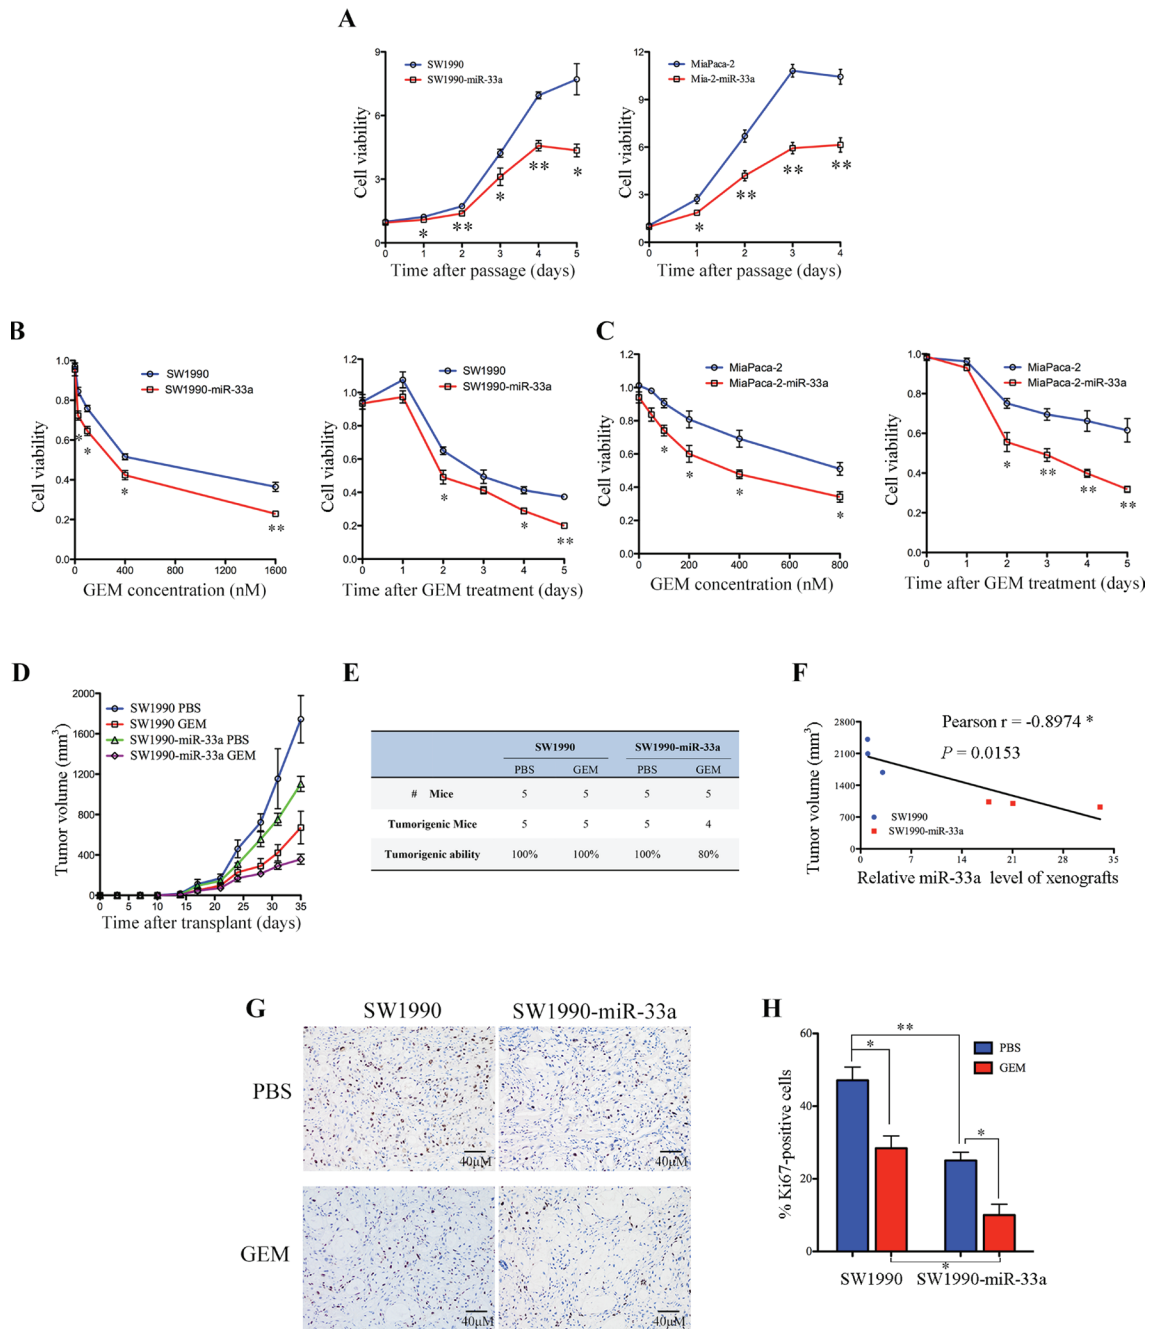 A
9
6
3
0
SW1990
SW1990-miR-33a
Cell viability
* ** * ** *
0 1 2 3 4 5
Time after passage (days)
12
9
6
3
0
MiaPaca-2
Mia-2-miR-33a
Cell viability
* ** ** **
0 1 2 3 4
Time after passage (days)
B
1.0
0.8
0.6
0.4
0.2
0.0
SW1990
SW1990-miR-33a
Cell viability
* * * **
0 400 800 1200 1600
GEM concentration (nM)
1.2
1.0
0.8
0.6
0.4
0.2
0.0
SW1990
SW1990-miR-33a
Cell viability
* * **
0 1 2 3 4 5
Time after GEM treatment (days)
C
1.2
1.0
0.8
0.6
0.4
0.2
0.0
MiaPaca-2
MiaPaca-2-miR-33a
Cell viability
* * * *
0 200 400 600 800
GEM concentration (nM)
1.0
0.8
0.6
0.4
0.2
0.0
MiaPaca-2
MiaPaca-2-miR-33a
Cell viability
* ** ** **
0 1 2 3 4 5
Time after GEM treatment (days)
D
2000
1600
1200
800
400
0
SW1990 PBS
SW1990 GEM
SW1990-miR-33a PBS
SW1990-miR-33a GEM
Tumor volume (mm3)
0 5 10 15 20 25 30 35
Time after transplant (days)
E
SW1990 SW1990-miR-33a
PBS GEM PBS GEM
# Mice 5 5 5 5
Tumorigenic Mice 5 5 5 4
Tumorigenic ability 100% 100% 100% 80%
F
2800
2100
1400
700
0
Pearson r = -0.8974 *
P = 0.0153
SW1990
SW1990-miR-33a
Tumor volume (mm3)
0 7 14 21 28 35
Relative miR-33a level of xenografts
G
SW1990 SW1990-miR-33a
PBS
40μM 40μM
GEM
40μM 40μM
H
60
40
20
0
PBS
GEM
** * * *
% Ki67-positive cells
SW1990 SW1990-miR-33a